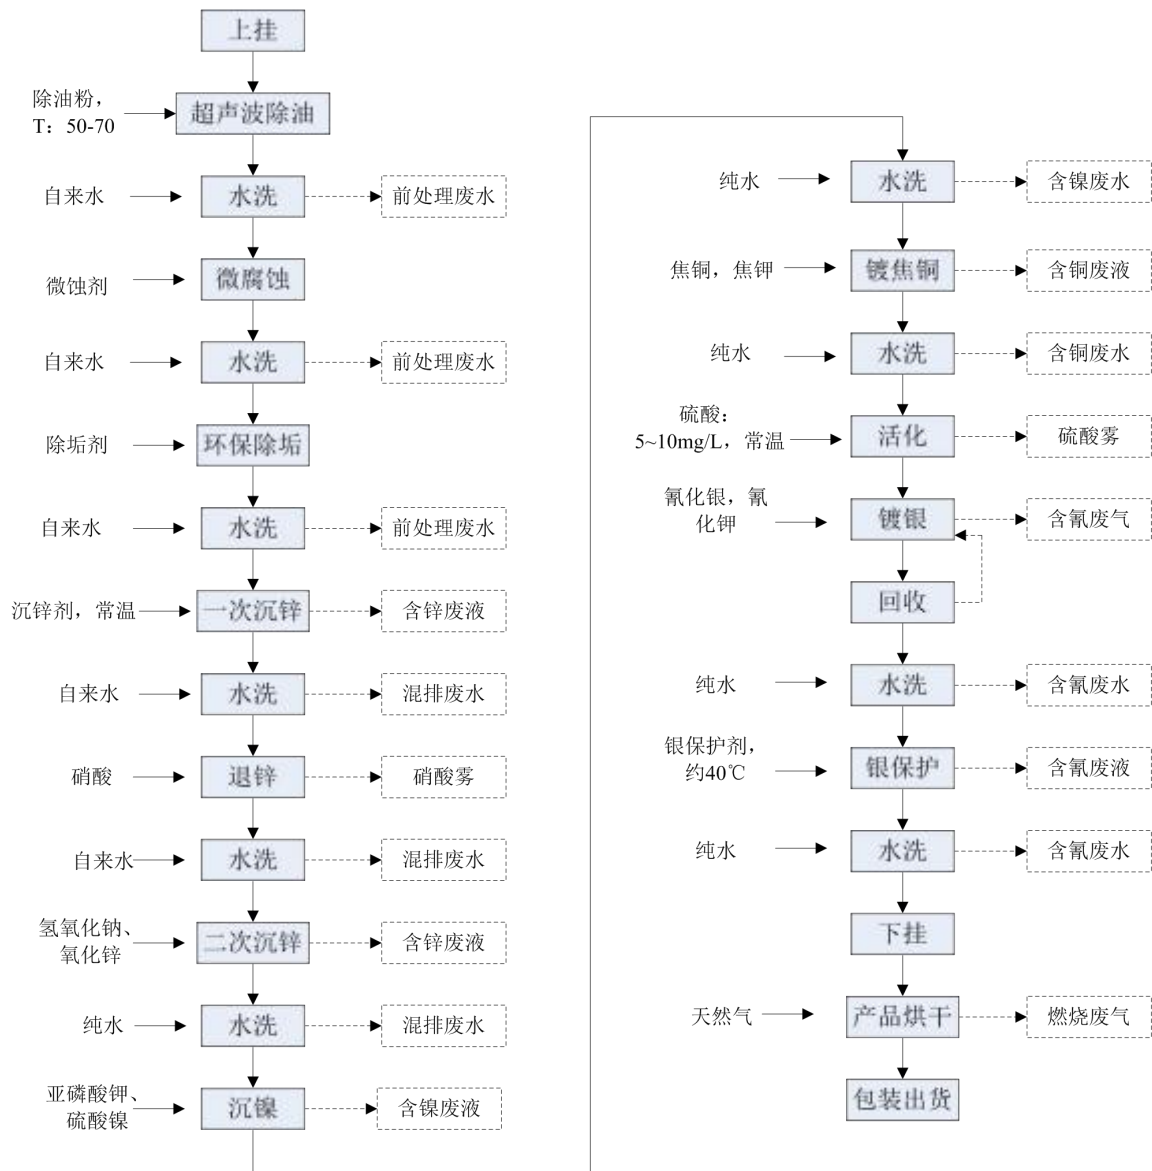 上挂
除油粉，
T：50-70
超声波除油
自来水
水洗
前处理废水
微蚀剂
微腐蚀
自来水
水洗
前处理废水
除垢剂
环保除垢
自来水
水洗
前处理废水
沉锌剂，常温
一次沉锌
含锌废液
自来水
水洗
混排废水
硝酸
退锌
硝酸雾
自来水
水洗
混排废水
氢氧化钠、
氧化锌
二次沉锌
含锌废液
纯水
水洗
混排废水
亚磷酸钾、
硫酸镍
沉镍
含镍废液
纯水
水洗
含镍废水
焦铜，焦钾
镀焦铜
含铜废液
纯水
水洗
含铜废水
硫酸：
5~10mg/L，常温
活化
硫酸雾
氰化银，氰
化钾
镀银
含氰废气
回收
纯水
水洗
含氰废水
银保护剂，
约40℃
银保护
含氰废液
纯水
水洗
含氰废水
下挂
天然气
产品烘干
燃烧废气
包装出货